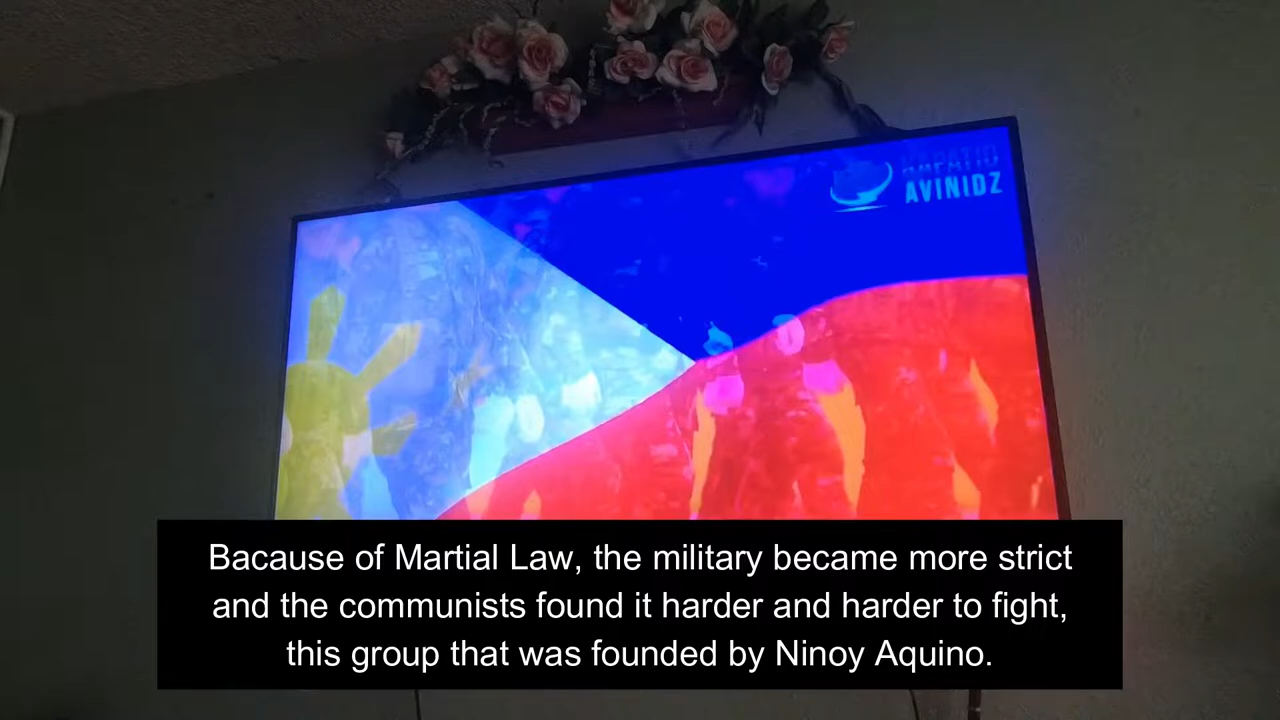 KAPATID
AVINIDZ
Bacause of Martial Law, the military became more strict
and the communists found it harder and harder to fight,
this group that was founded by Ninoy Aquino.